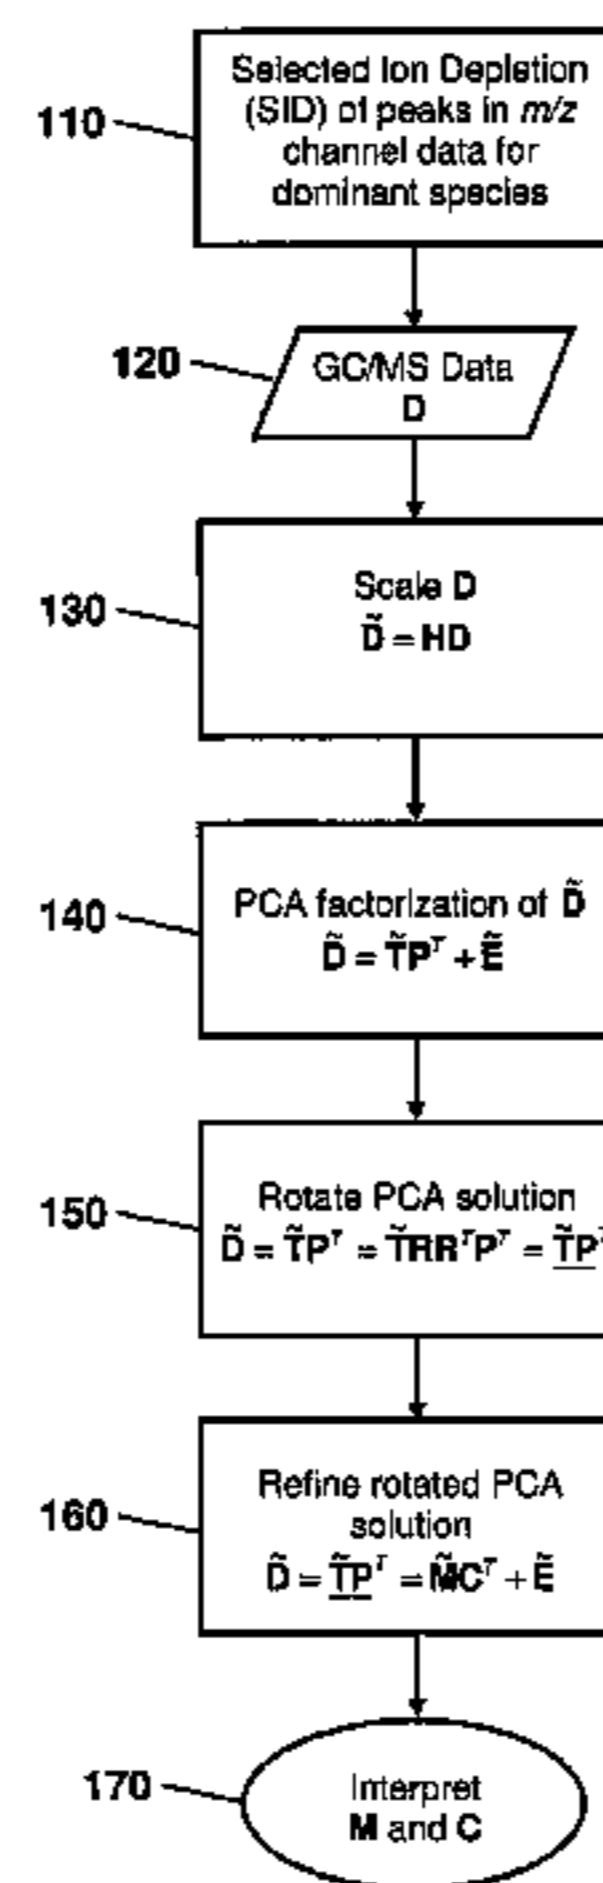 110
Selected Ion Depletion
(SID) of peaks in m/z
channel data for
dominant species
120
GC/MS Data
D
130
Scale D
D̃ = HD
140
PCA factorization of D̃
D̃ = T̃Pᵀ + Ẽ
150
Rotate PCA solution
D̃ = T̃Pᵀ = T̃RRᵀPᵀ = T̃Pᵀ
160
Refine rotated PCA
solution
D̃ = T̃Pᵀ = M̃Cᵀ + Ẽ
170
Interpret
M and C